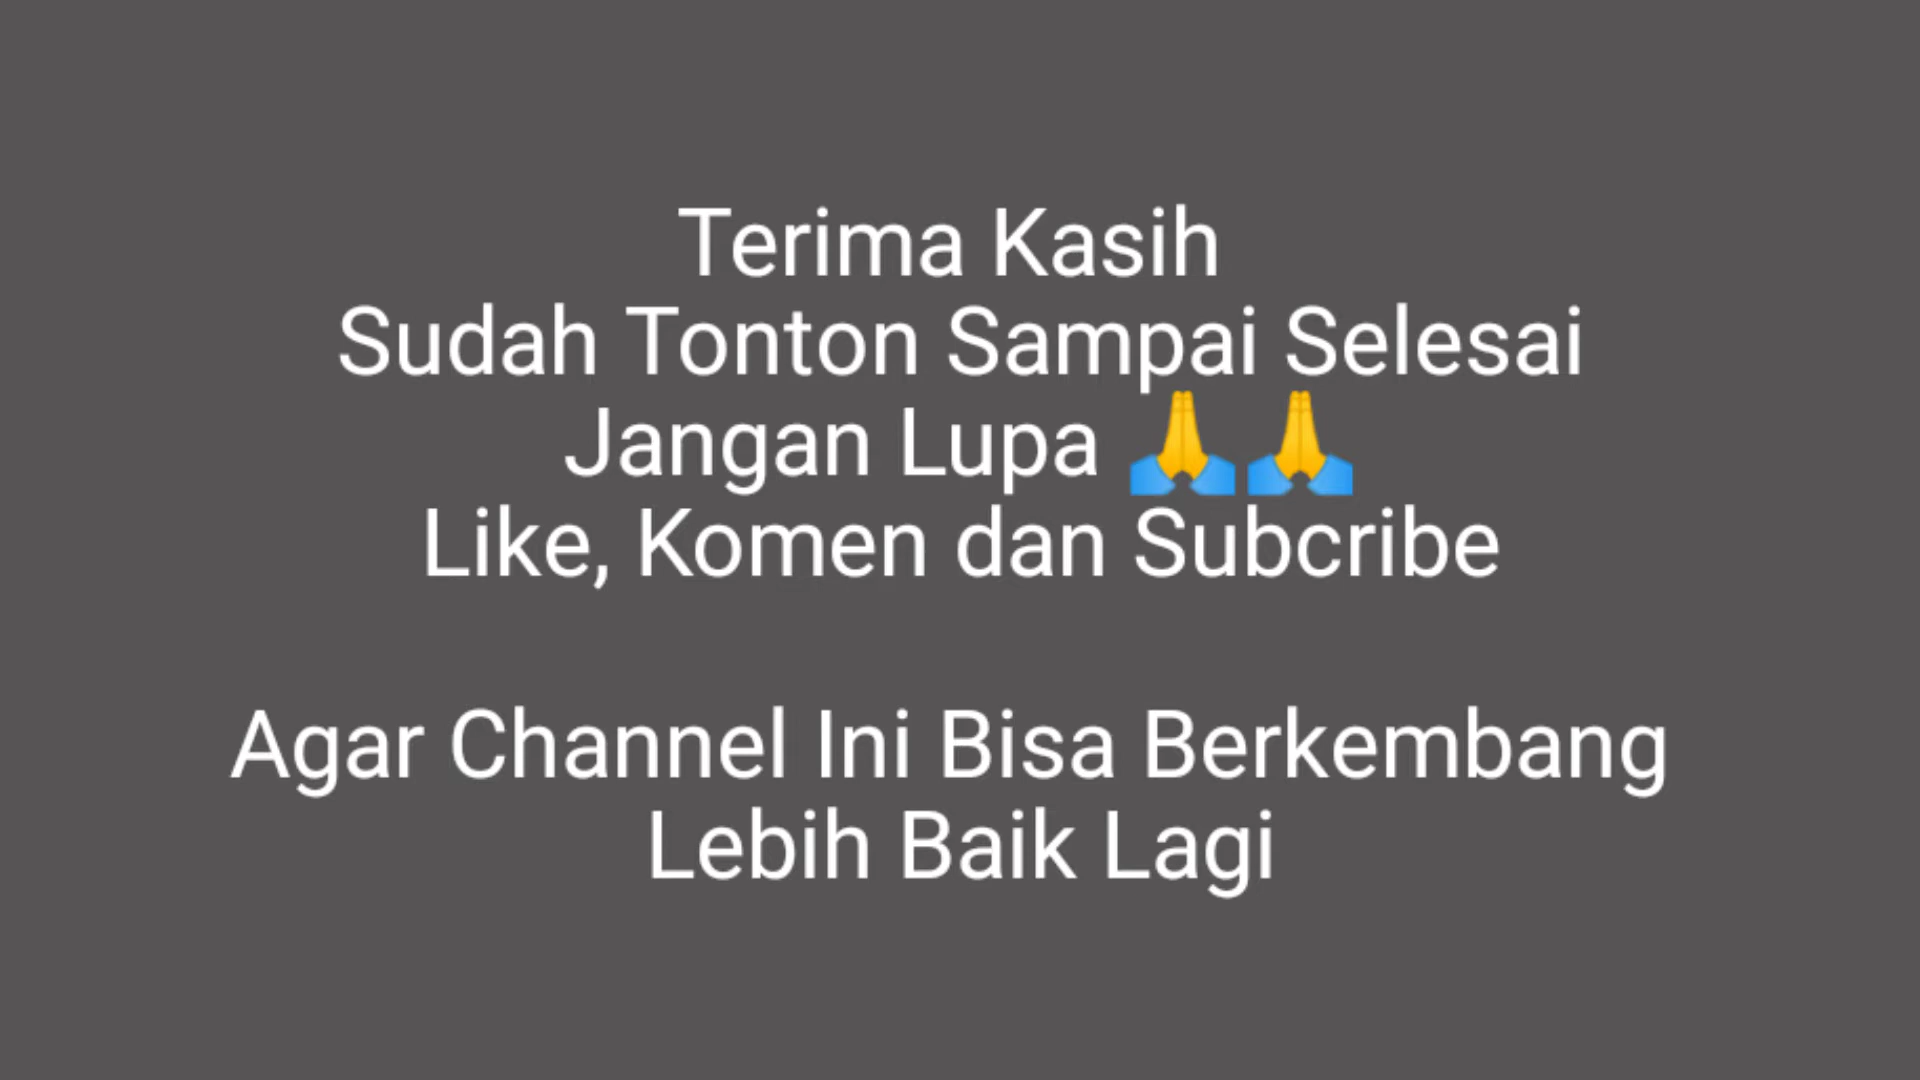 Terima Kasih
Sudah Tonton Sampai Selesai
Jangan Lupa 🙏🙏
Like, Komen dan Subcribe
Agar Channel Ini Bisa Berkembang
Lebih Baik Lagi